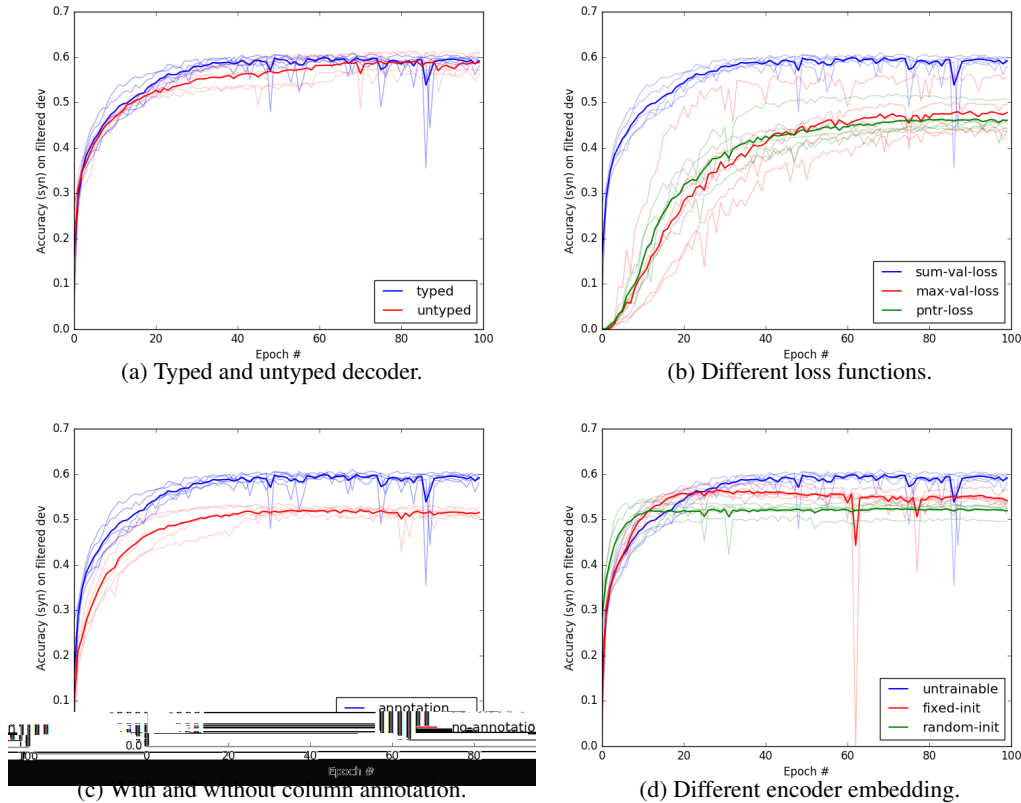 0.7
0.6
0.5
0.4
0.3
0.2
0.1
0.0
0 20 40 60 80 100
Accuracy (syn) on filtered dev
typed
untyped
Epoch #
(a) Typed and untyped decoder.
0.7
0.6
0.5
0.4
0.3
0.2
0.1
0.0
0 20 40 60 80 100
Accuracy (syn) on filtered dev
sum-val-loss
max-val-loss
pntr-loss
Epoch #
(b) Different loss functions.
0.7
0.6
0.5
0.4
0.3
0.2
0.1
0.0
0 20 40 60 80
Accuracy (syn) on filtered dev
annotation
no-annotation
Epoch #
(c) With and without column annotation.
0.7
0.6
0.5
0.4
0.3
0.2
0.1
0.0
0 20 40 60 80 100
Accuracy (syn) on filtered dev
untrainable
fixed-init
random-init
(d) Different encoder embedding.